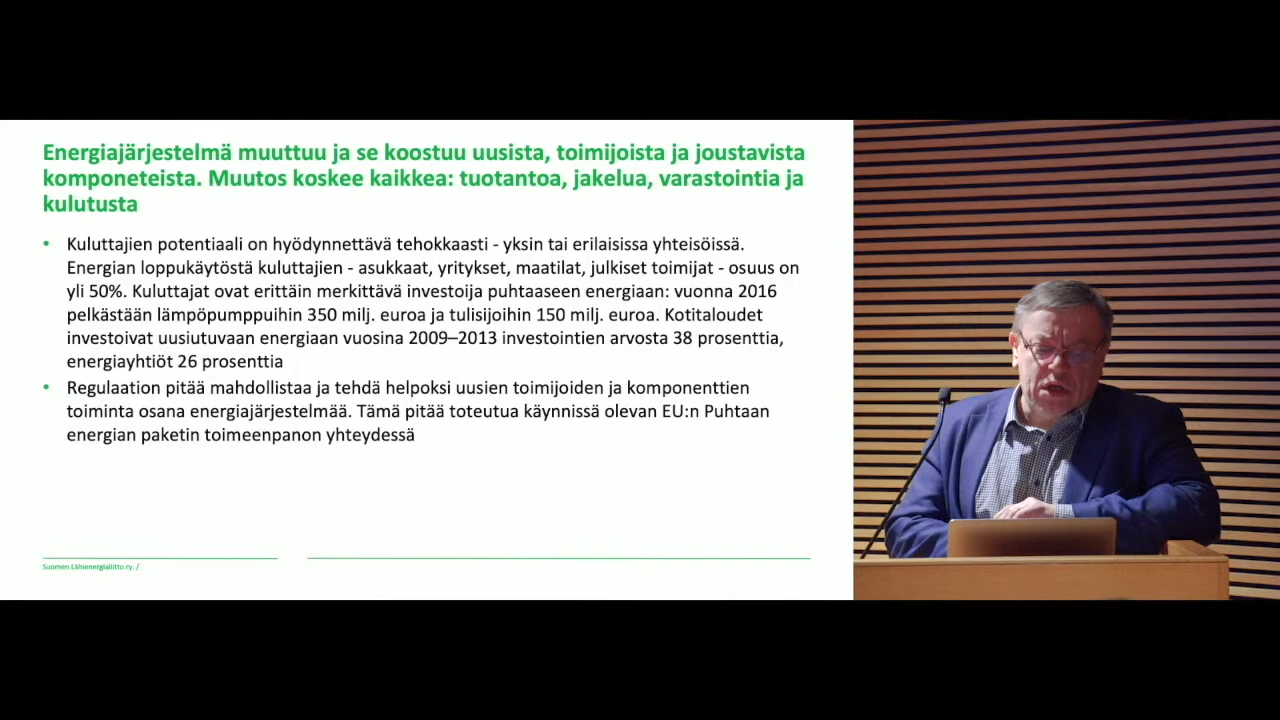 Energiajärjestelmä muuttuu ja se koostuu uusista, toimijoista ja joustavista
komponeteista. Muutos koskee kaikkea: tuotantoa, jakelua, varastointia ja
kulutusta
• Kuluttajien potentiaali on hyödynnettävä tehokkaasti - yksin tai erilaisissa yhteisöissä.
Energian loppukäytöstä kuluttajien - asukkaat, yritykset, maatilat, julkiset toimijat - osuus on
yli 50%. Kuluttajat ovat erittäin merkittävä investoija puhtaaseen energiaan: vuonna 2016
pelkästään lämpöpumppuihin 350 milj. euroa ja tulisijoihin 150 milj. euroa. Kotitaloudet
investoivat uusiutuvaan energiaan vuosina 2009–2013 investointien arvosta 38 prosenttia,
energiayhtiöt 26 prosenttia
• Regulaation pitää mahdollistaa ja tehdä helpoksi uusien toimijoiden ja komponenttien
toiminta osana energiajärjestelmää. Tämä pitää toteutua käynnissä olevan EU:n Puhtaan
energian paketin toimeenpanon yhteydessä
Suomen Lähienergialiitto ry. /